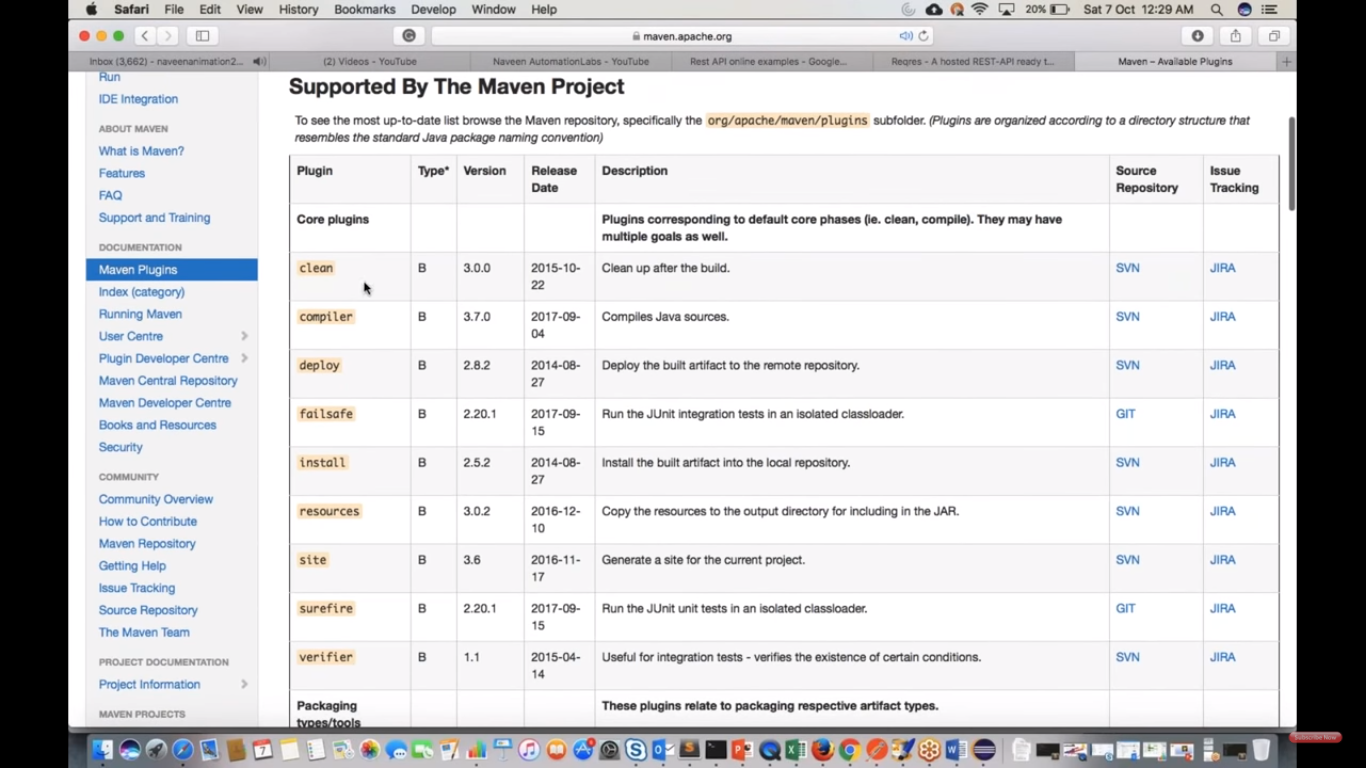 Safari File Edit View History Bookmarks Develop Window Help 20% Sat 7 Oct 12:29 AM
maven.apache.org
Inbox (3,662) - naveenanimation2... (2) Videos - YouTube Naveen AutomationLabs - YouTube Rest API online examples - Google... Reqres - A hosted REST-API ready t... Maven – Available Plugins
Run
IDE Integration
ABOUT MAVEN
What is Maven?
Features
FAQ
Support and Training
DOCUMENTATION
Maven Plugins
Index (category)
Running Maven
User Centre
Plugin Developer Centre
Maven Central Repository
Maven Developer Centre
Books and Resources
Security
COMMUNITY
Community Overview
How to Contribute
Maven Repository
Getting Help
Issue Tracking
Source Repository
The Maven Team
PROJECT DOCUMENTATION
Project Information
MAVEN PROJECTS
Supported By The Maven Project
To see the most up-to-date list browse the Maven repository, specifically the org/apache/maven/plugins subfolder. (Plugins are organized according to a directory structure that
resembles the standard Java package naming convention)
Plugin Type* Version Release Description Source Issue
Date Repository Tracking
Core plugins Plugins corresponding to default core phases (ie. clean, compile). They may have
multiple goals as well.
clean B 3.0.0 2015-10- Clean up after the build. SVN JIRA
22
compiler B 3.7.0 2017-09- Compiles Java sources. SVN JIRA
04
deploy B 2.8.2 2014-08- Deploy the built artifact to the remote repository. SVN JIRA
27
failsafe B 2.20.1 2017-09- Run the JUnit integration tests in an isolated classloader. GIT JIRA
15
install B 2.5.2 2014-08- Install the built artifact into the local repository. SVN JIRA
27
resources B 3.0.2 2016-12- Copy the resources to the output directory for including in the JAR. SVN JIRA
10
site B 3.6 2016-11- Generate a site for the current project. SVN JIRA
17
surefire B 2.20.1 2017-09- Run the JUnit unit tests in an isolated classloader. GIT JIRA
15
verifier B 1.1 2015-04- Useful for integration tests - verifies the existence of certain conditions. SVN JIRA
14
Packaging These plugins relate to packaging respective artifact types.
types/tools
Subscribe Now